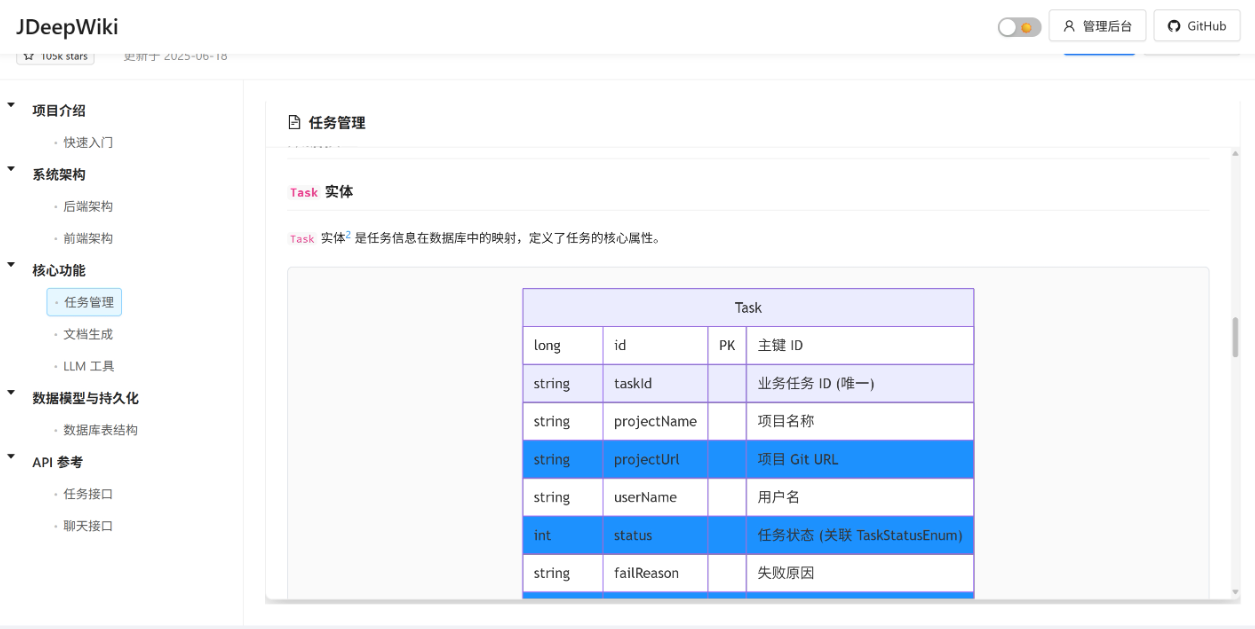 JDeepWiki
管理后台
GitHub
105k stars
更新于 2025-06-18
项目介绍
快速入门
系统架构
后端架构
前端架构
核心功能
任务管理
文档生成
LLM 工具
数据模型与持久化
数据库表结构
API 参考
任务接口
聊天接口
任务管理
Task 实体
Task 实体2 是任务信息在数据库中的映射，定义了任务的核心属性。
Task
long id PK 主键 ID
string taskId 业务任务 ID (唯一)
string projectName 项目名称
string projectUrl 项目 Git URL
string userName 用户名
int status 任务状态 (关联 TaskStatusEnum)
string failReason 失败原因